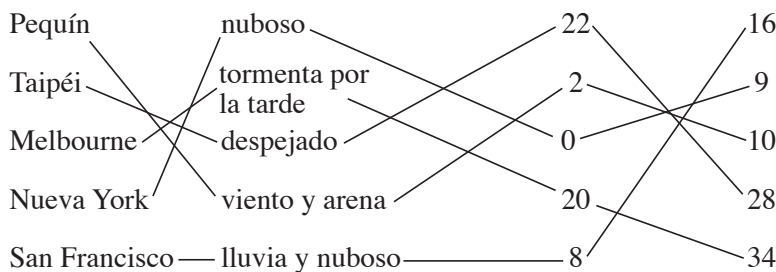 Pequín nuboso 22 16
Taipéi tormenta por la tarde 2 9
Melbourne despejado 0 10
Nueva York viento y arena 20 28
San Francisco lluvia y nuboso 8 34